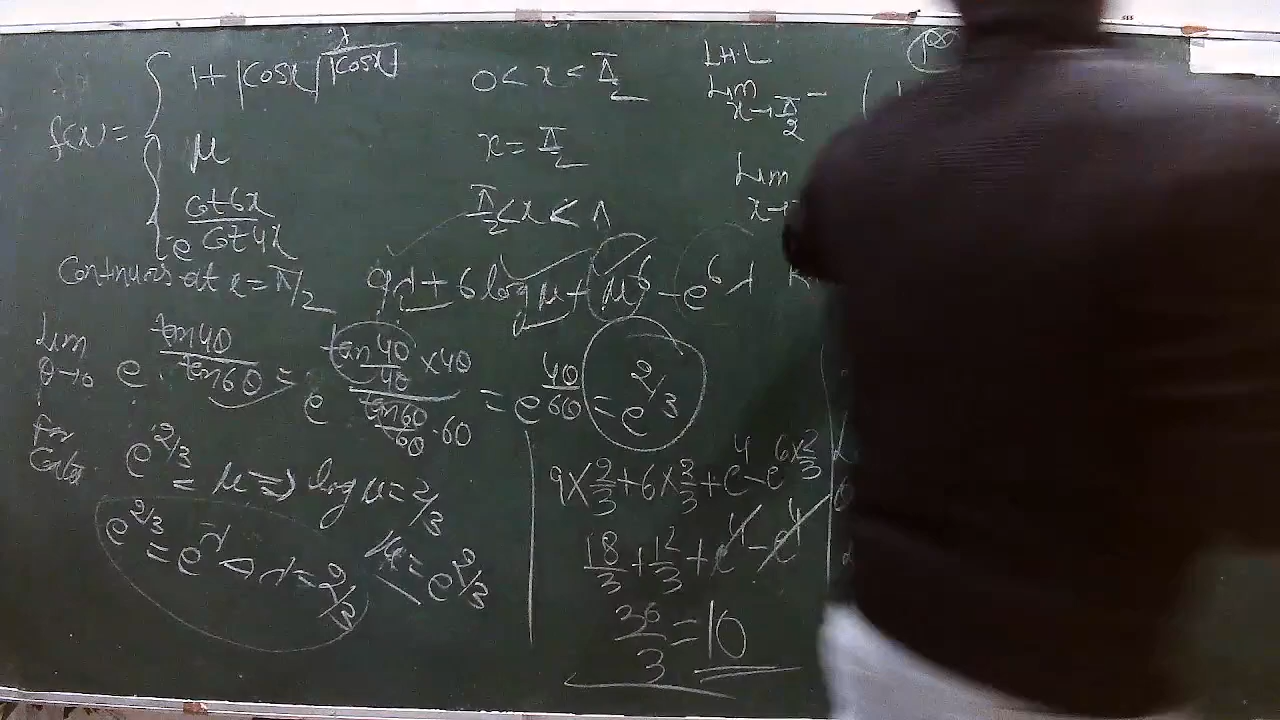 f(x) = { 1 + |Cosx|^(λ/|Cosx|) 0 < x < π/2
μ x = π/2
e^(Cot6x/Cot4x) π/2 < x < π
Continuous at x = π/2
9λ + 6 log μ + μ^6 - e^(6λ)
Lim θ→0 e^(tan4θ/tan6θ) = e^((tan4θ/4θ × 4θ)/(tan6θ/6θ · 6θ)) = e^(4θ/6θ) = e^(2/3)
e^(2/3) = μ ⇒ log μ = 2/3
e^(2/3) = e^λ ⇒ λ = 2/3 μ = e^(2/3)
9 × 2/3 + 6 × 2/3 + e^4 - e^(6×2/3)
18/3 + 12/3 + e^4 - e^4
30/3 = 10
L.H.L
Lim x→π/2^-
Lim
1^∞